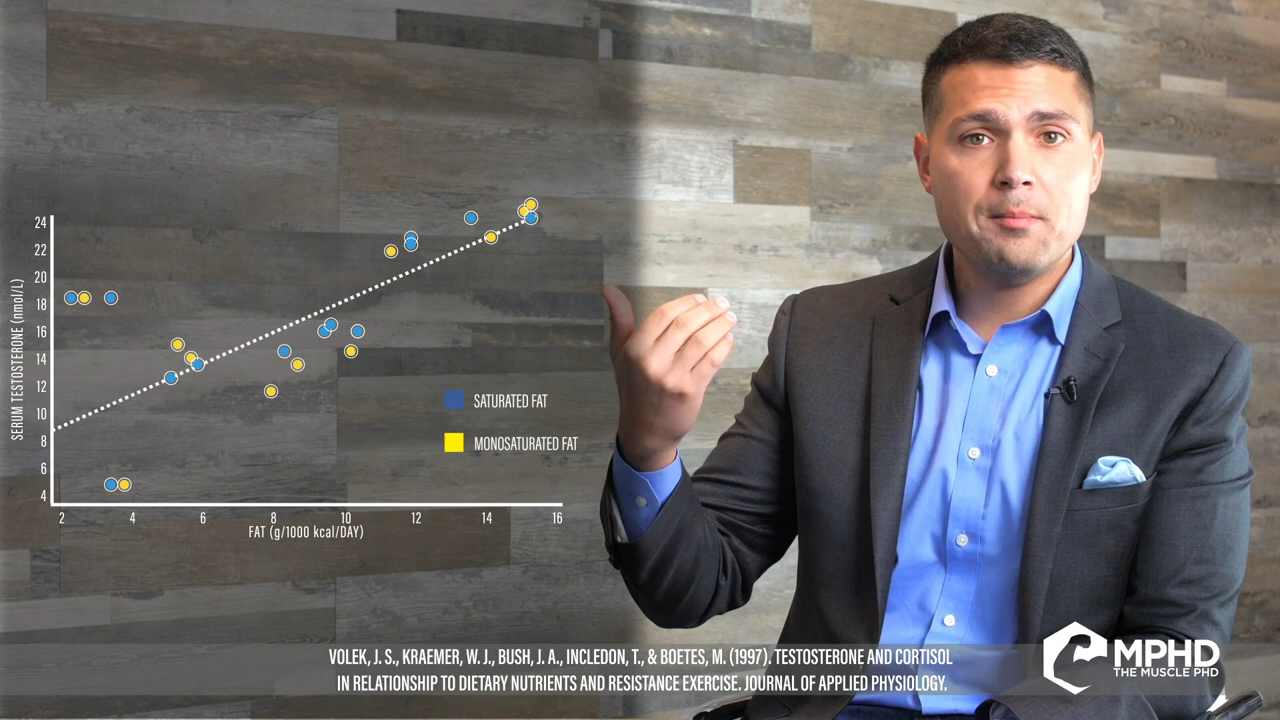 24
22
20
18
16
14
12
10
8
6
4
SERUM TESTOSTERONE (nmol/L)
2 4 6 8 10 12 14 16
FAT (g/1000 kcal/DAY)
SATURATED FAT
MONOSATURATED FAT
VOLEK, J. S., KRAEMER, W. J., BUSH, J. A., INCLEDON, T., & BOETES, M. (1997). TESTOSTERONE AND CORTISOL
IN RELATIONSHIP TO DIETARY NUTRIENTS AND RESISTANCE EXERCISE. JOURNAL OF APPLIED PHYSIOLOGY.
MPHD
THE MUSCLE PHD